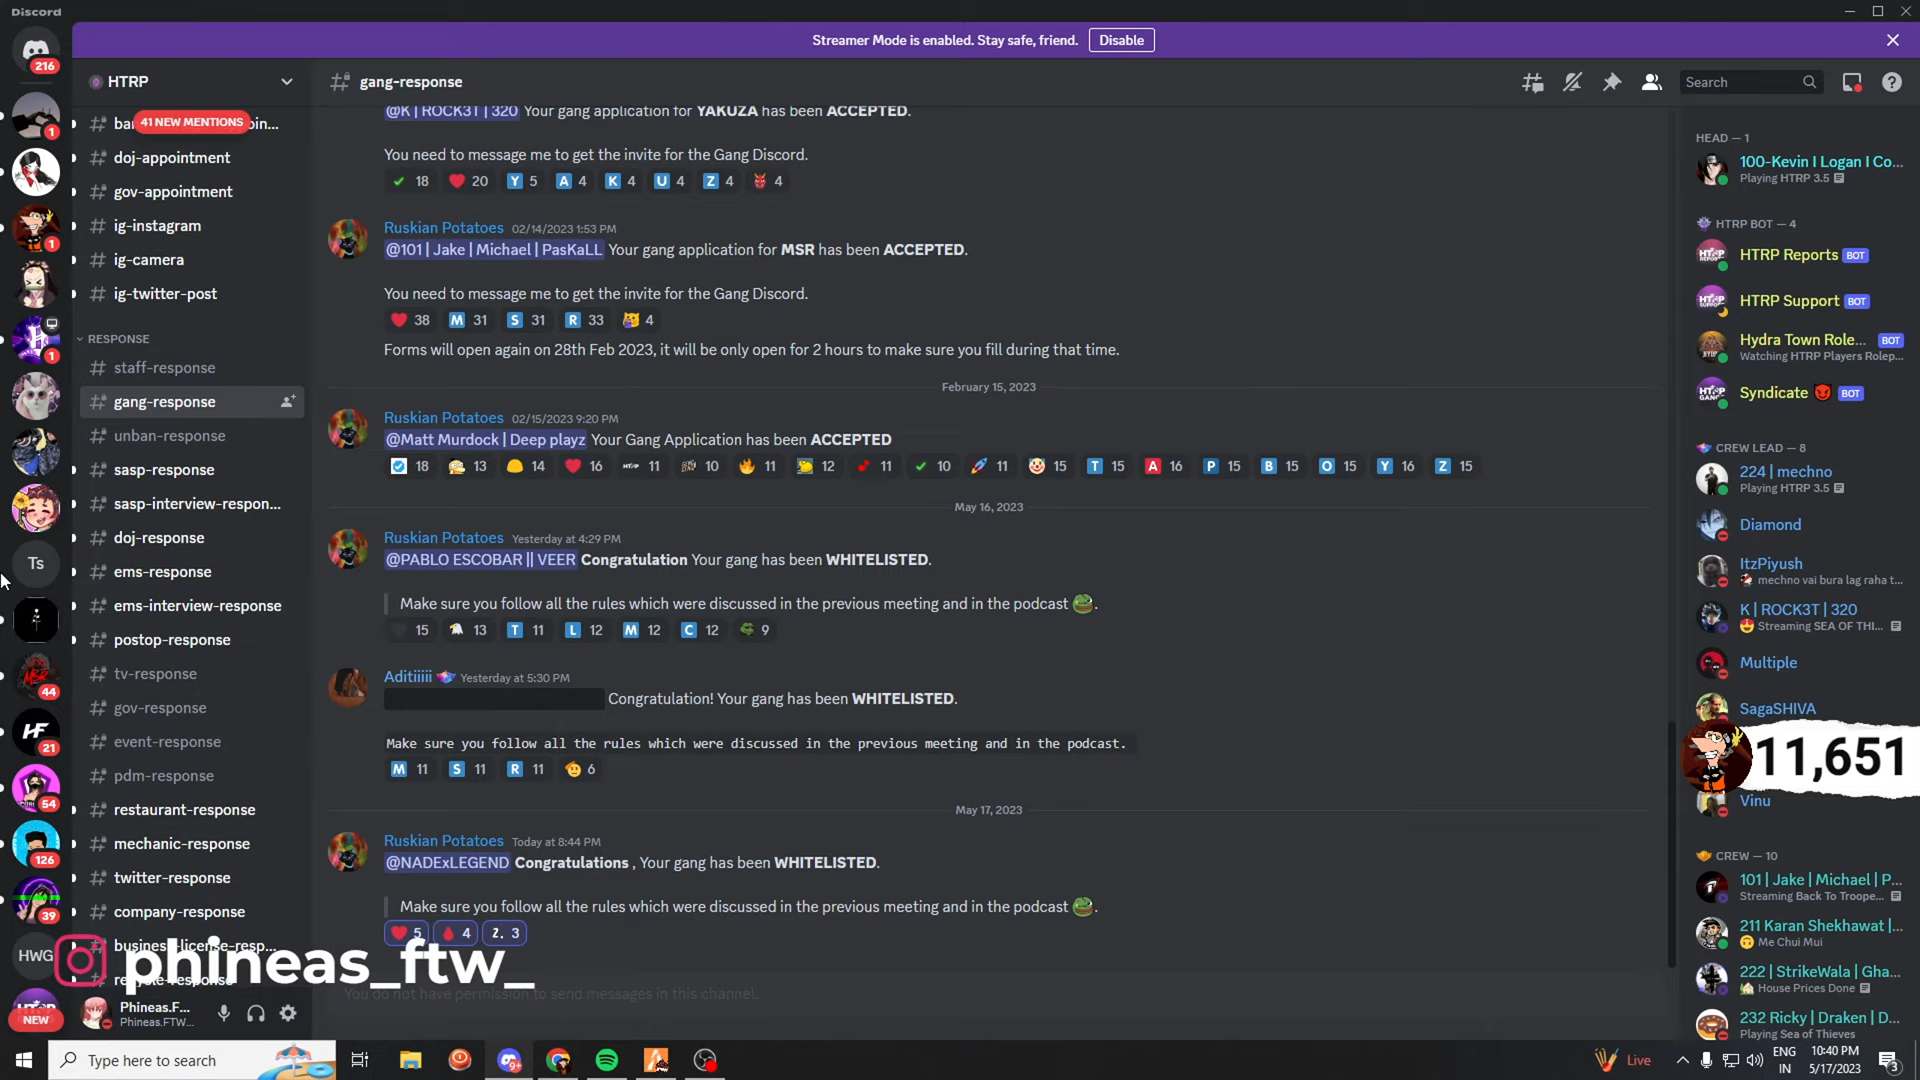 Discord
Streamer Mode is enabled. Stay safe, friend. Disable
216
HTRP
gang-response
Search
41 NEW MENTIONS
doj-appointment
gov-appointment
ig-instagram
ig-camera
ig-twitter-post
RESPONSE
staff-response
gang-response
unban-response
sasp-response
sasp-interview-respon...
doj-response
ems-response
ems-interview-response
postop-response
tv-response
gov-response
event-response
pdm-response
restaurant-response
mechanic-response
twitter-response
company-response
business-license-resp...
recycle-response
1
1
1
Ts
MSR
44
HF
21
54
126
39
HWG
NEW
Phineas.F...
Phineas.FTW...
@K | ROCK3T | 320 Your gang application for YAKUZA has been ACCEPTED.
You need to message me to get the invite for the Gang Discord.
18 20 Y 5 A 4 K 4 U 4 Z 4 4
Ruskian Potatoes 02/14/2023 1:53 PM
@101 | Jake | Michael | PasKaLL Your gang application for MSR has been ACCEPTED.
You need to message me to get the invite for the Gang Discord.
38 M 31 S 31 R 33 4
Forms will open again on 28th Feb 2023, it will be only open for 2 hours to make sure you fill during that time.
February 15, 2023
Ruskian Potatoes 02/15/2023 9:20 PM
@Matt Murdock | Deep playz Your Gang Application has been ACCEPTED
18 13 14 16 HTRP 11 10 11 12 11 10 11 15 T 15 A 16 P 15 B 15 O 15 Y 16 Z 15
May 16, 2023
Ruskian Potatoes Yesterday at 4:29 PM
@PABLO ESCOBAR || VEER Congratulation Your gang has been WHITELISTED.
Make sure you follow all the rules which were discussed in the previous meeting and in the podcast .
15 13 T 11 L 12 M 12 C 12 9
Aditiiiii Yesterday at 5:30 PM
Congratulation! Your gang has been WHITELISTED.
Make sure you follow all the rules which were discussed in the previous meeting and in the podcast.
M 11 S 11 R 11 6
May 17, 2023
Ruskian Potatoes Today at 8:44 PM
@NADExLEGEND Congratulations , Your gang has been WHITELISTED.
Make sure you follow all the rules which were discussed in the previous meeting and in the podcast .
5 4 2. 3
phineas_ftw_
You do not have permission to send messages in this channel.
HEAD — 1
100-Kevin I Logan I Co...
Playing HTRP 3.5
HTRP BOT — 4
HTRP Reports BOT
HTRP Support BOT
Hydra Town Role... BOT
Watching HTRP Players Rolep...
Syndicate BOT
CREW LEAD — 8
224 | mechno
Playing HTRP 3.5
Diamond
ItzPiyush
mechno vai bura lag raha t...
K | ROCK3T | 320
Streaming SEA OF THI...
Multiple
SagaSHIVA
11,651
Vinu
CREW — 10
101 | Jake | Michael | P...
Streaming Back To Troope...
211 Karan Shekhawat |...
Me Chui Mui
222 | StrikeWala | Gha...
House Prices Done
232 Ricky | Draken | D...
Playing Sea of Thieves
Type here to search
9+
Live
ENG
IN
10:40 PM
5/17/2023
3